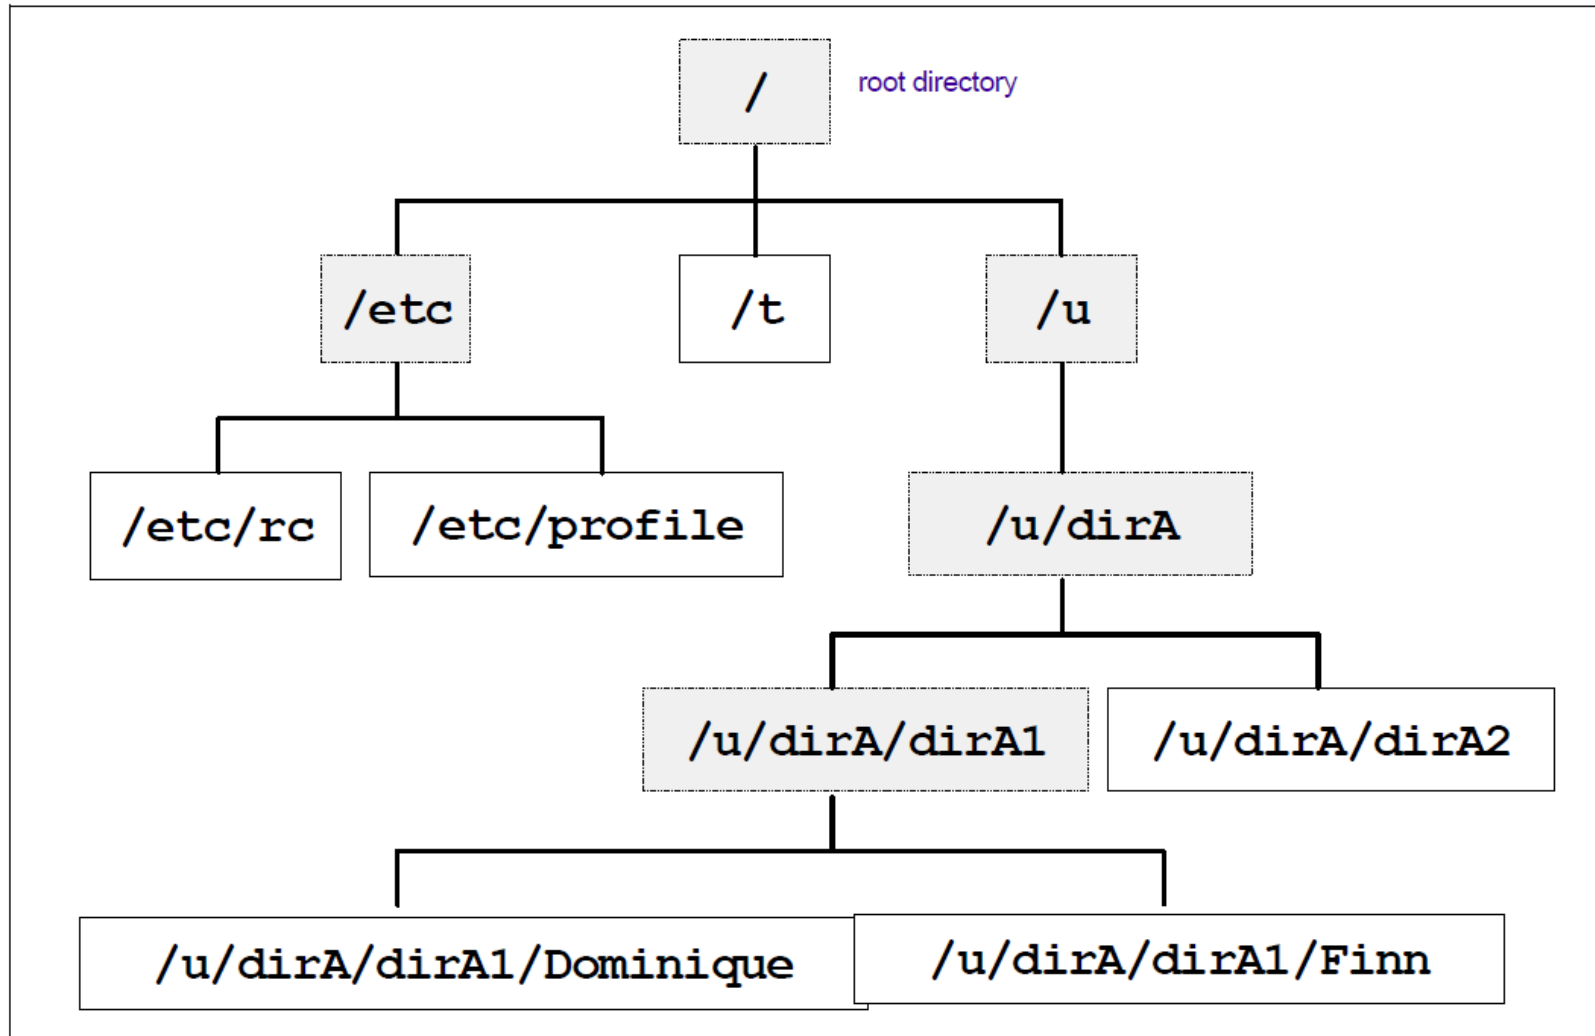 /
root directory
/etc
/t
/u
/etc/rc
/etc/profile
/u/dirA
/u/dirA/dirA1
/u/dirA/dirA2
/u/dirA/dirA1/Dominique
/u/dirA/dirA1/Finn